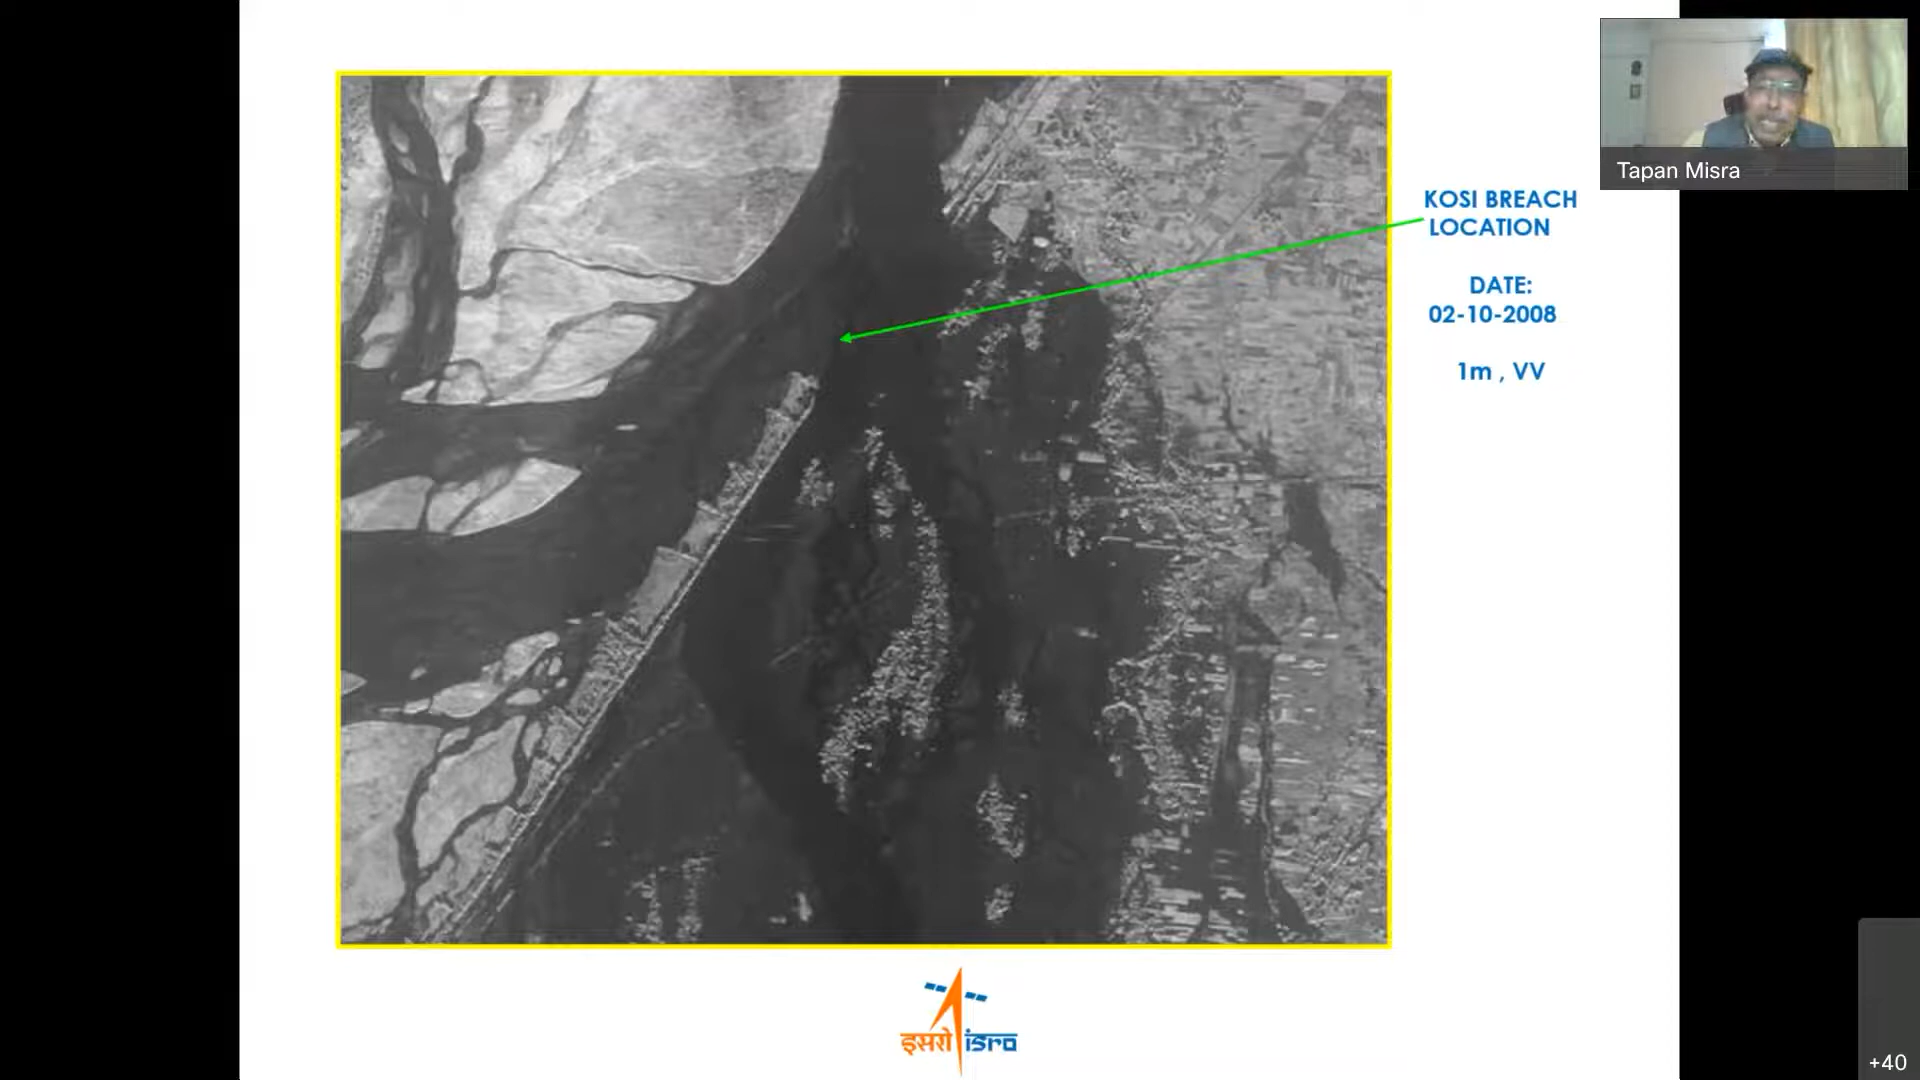 Tapan Misra
KOSI BREACH
LOCATION
DATE:
02-10-2008
1m , VV
इसरो isro
+40